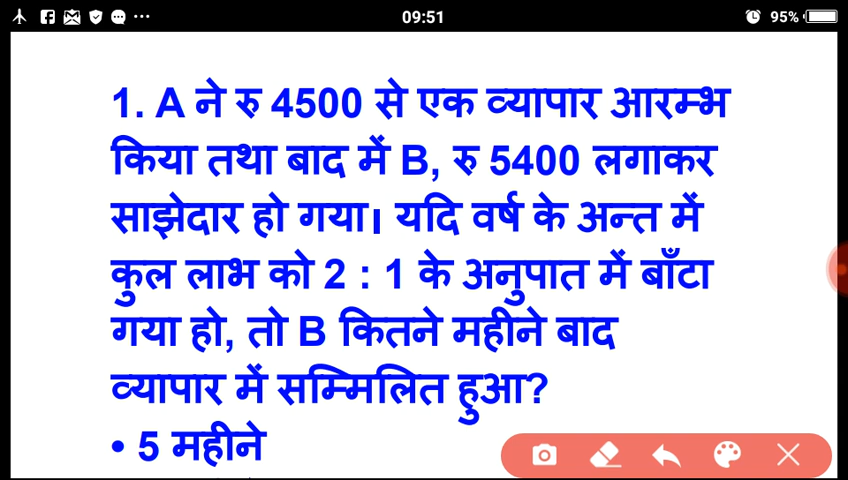 09:51
95%
1. A ने रु 4500 से एक व्यापार आरम्भ
किया तथा बाद में B, रु 5400 लगाकर
साझेदार हो गया। यदि वर्ष के अन्त में
कुल लाभ को 2 : 1 के अनुपात में बाँटा
गया हो, तो B कितने महीने बाद
व्यापार में सम्मिलित हुआ?
• 5 महीने